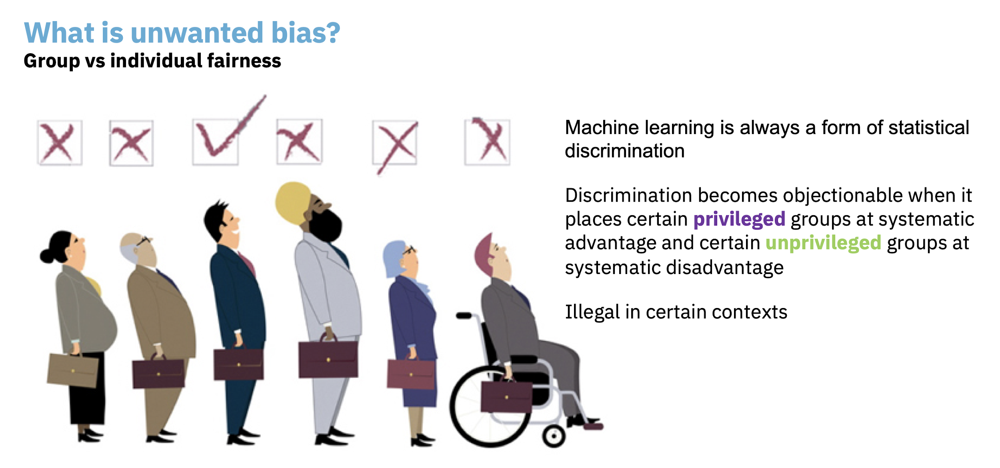 What is unwanted bias?
Group vs individual fairness
Machine learning is always a form of statistical
discrimination
Discrimination becomes objectionable when it
places certain privileged groups at systematic
advantage and certain unprivileged groups at
systematic disadvantage
Illegal in certain contexts